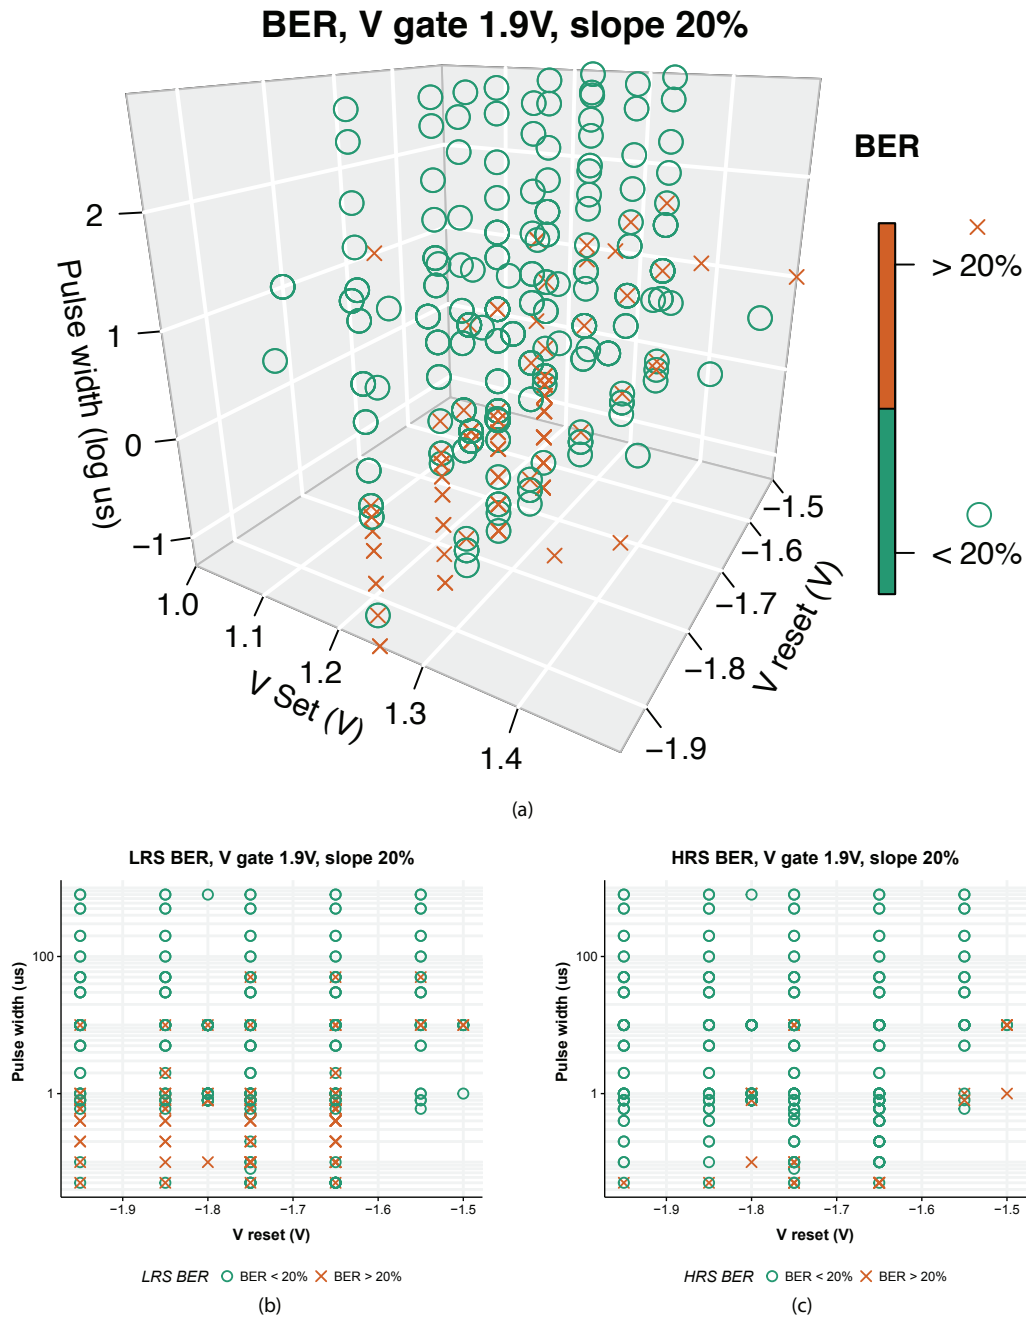 BER, V gate 1.9V, slope 20%
BER
> 20%
< 20%
Pulse width (log us)
2
1
0
−1
1.0
1.1
1.2
1.3
1.4
V Set (V)
−1.5
−1.6
−1.7
−1.8
−1.9
V reset (V)
(a)
LRS BER, V gate 1.9V, slope 20%
Pulse width (us)
100
1
−1.9 −1.8 −1.7 −1.6 −1.5
V reset (V)
LRS BER BER < 20% BER > 20%
(b)
HRS BER, V gate 1.9V, slope 20%
Pulse width (us)
100
1
−1.9 −1.8 −1.7 −1.6 −1.5
V reset (V)
HRS BER BER < 20% BER > 20%
(c)